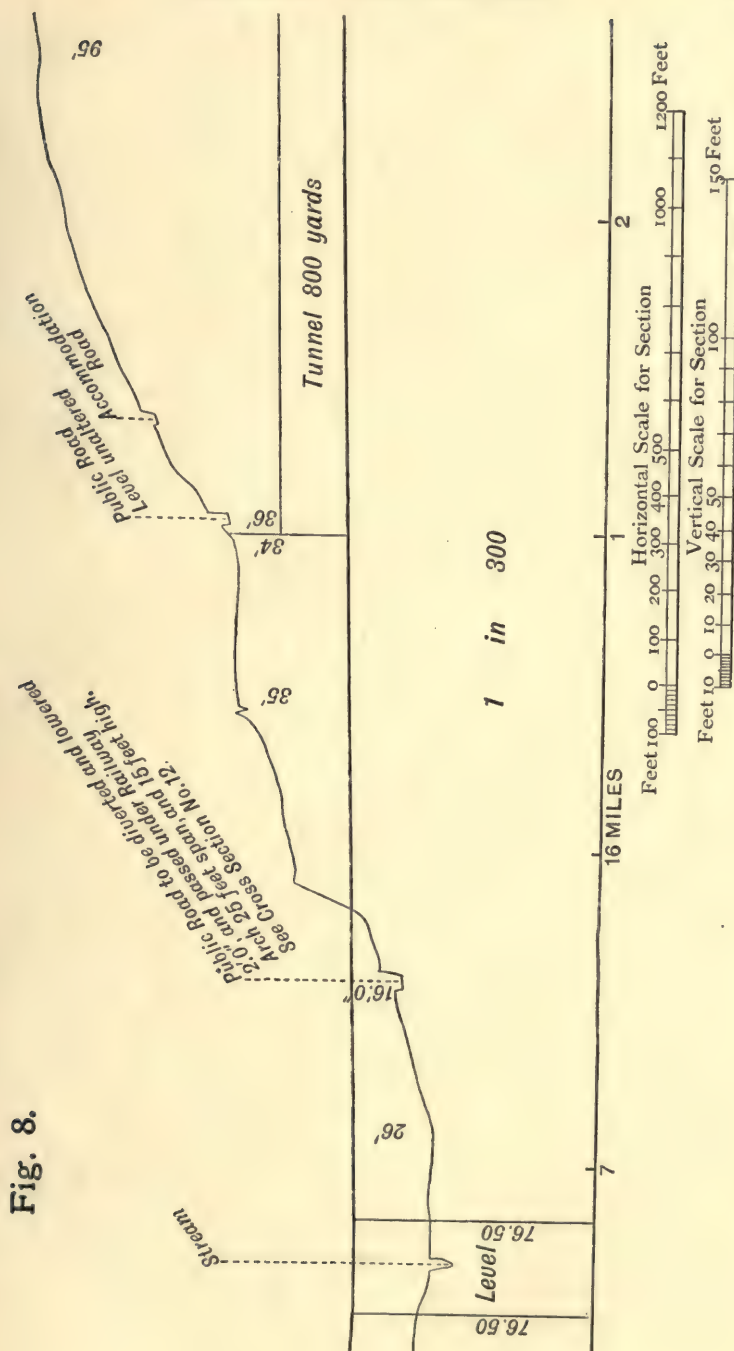 Fig. 8.
Stream
Public Road to be diverted and lowered
2'.0", and passed under Railway.
Arch 25 feet span, and 15 feet high.
See Cross Section No. 12.
Public Road
Level unaltered
Accommodation
Road
95'
35'
34'
36'
Tunnel 800 yards
16'.0"
26'
Level
76.50
76.50
1 in 300
7
16 MILES
1
2
Horizontal Scale for Section
Feet 100 0 100 200 300 400 500 1000 1200 Feet
Vertical Scale for Section
Feet 10 0 10 20 30 40 50 100 150 Feet